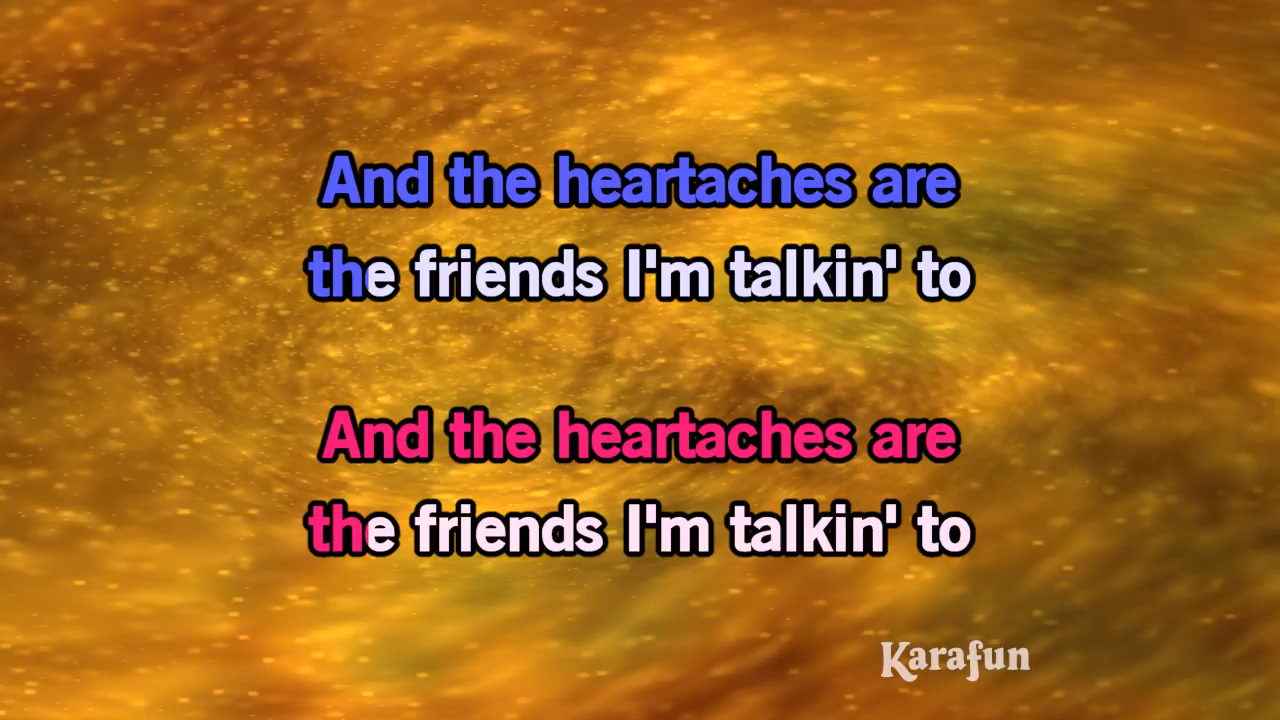 And the heartaches are
the friends I'm talkin' to
And the heartaches are
the friends I'm talkin' to
Karafun